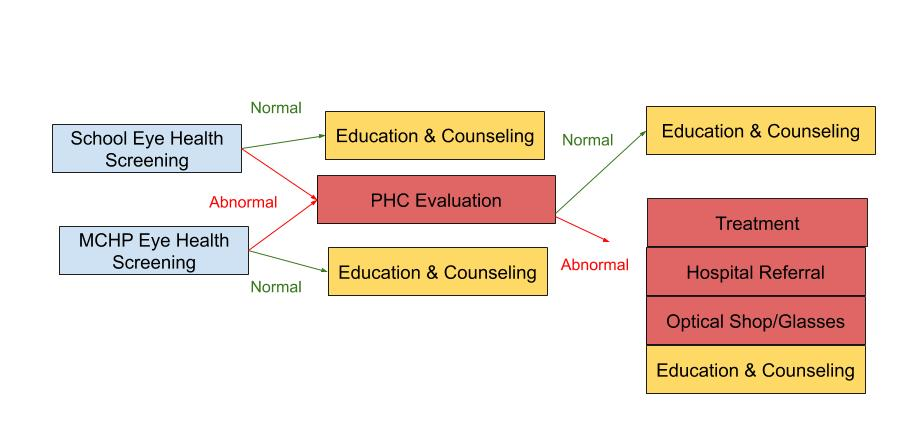 Normal
School Eye Health
Screening
Education & Counseling
Abnormal
PHC Evaluation
MCHP Eye Health
Screening
Education & Counseling
Normal
Normal
Education & Counseling
Abnormal
Treatment
Hospital Referral
Optical Shop/Glasses
Education & Counseling